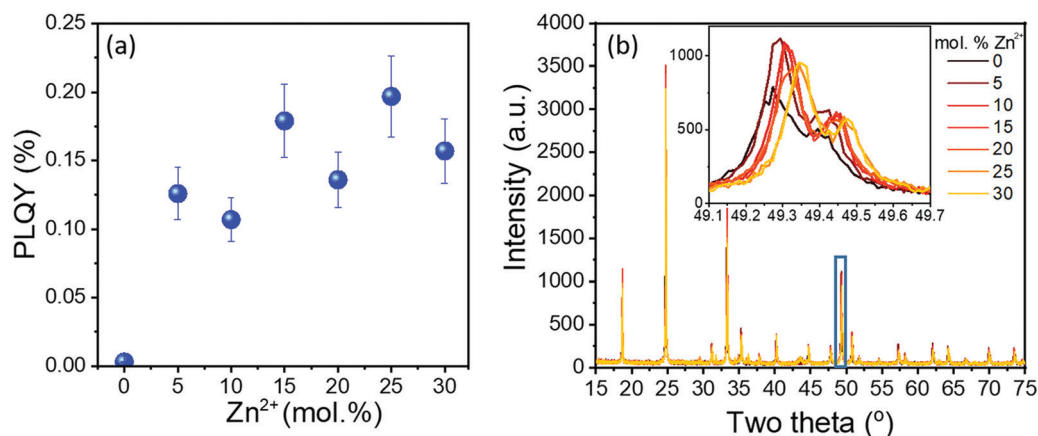 (a)
PLQY (%)
0.25
0.20
0.15
0.10
0.05
0.00
0 5 10 15 20 25 30
Zn²⁺(mol.%)
(b)
Intensity (a.u.)
4000
3500
3000
2500
2000
1500
1000
500
0
15 20 25 30 35 40 45 50 55 60 65 70 75
Two theta (°)
1000
500
0
49.1 49.2 49.3 49.4 49.5 49.6 49.7
mol. % Zn²⁺
0
5
10
15
20
25
30